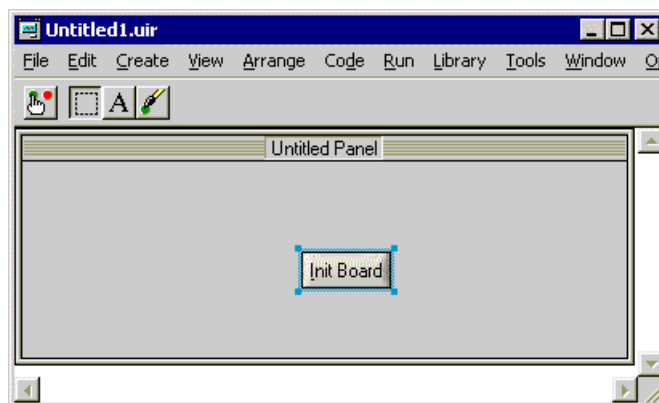 Untitled1.uir
File Edit Create View Arrange Code Run Library Tools Window O
A
Untitled Panel
Init Board